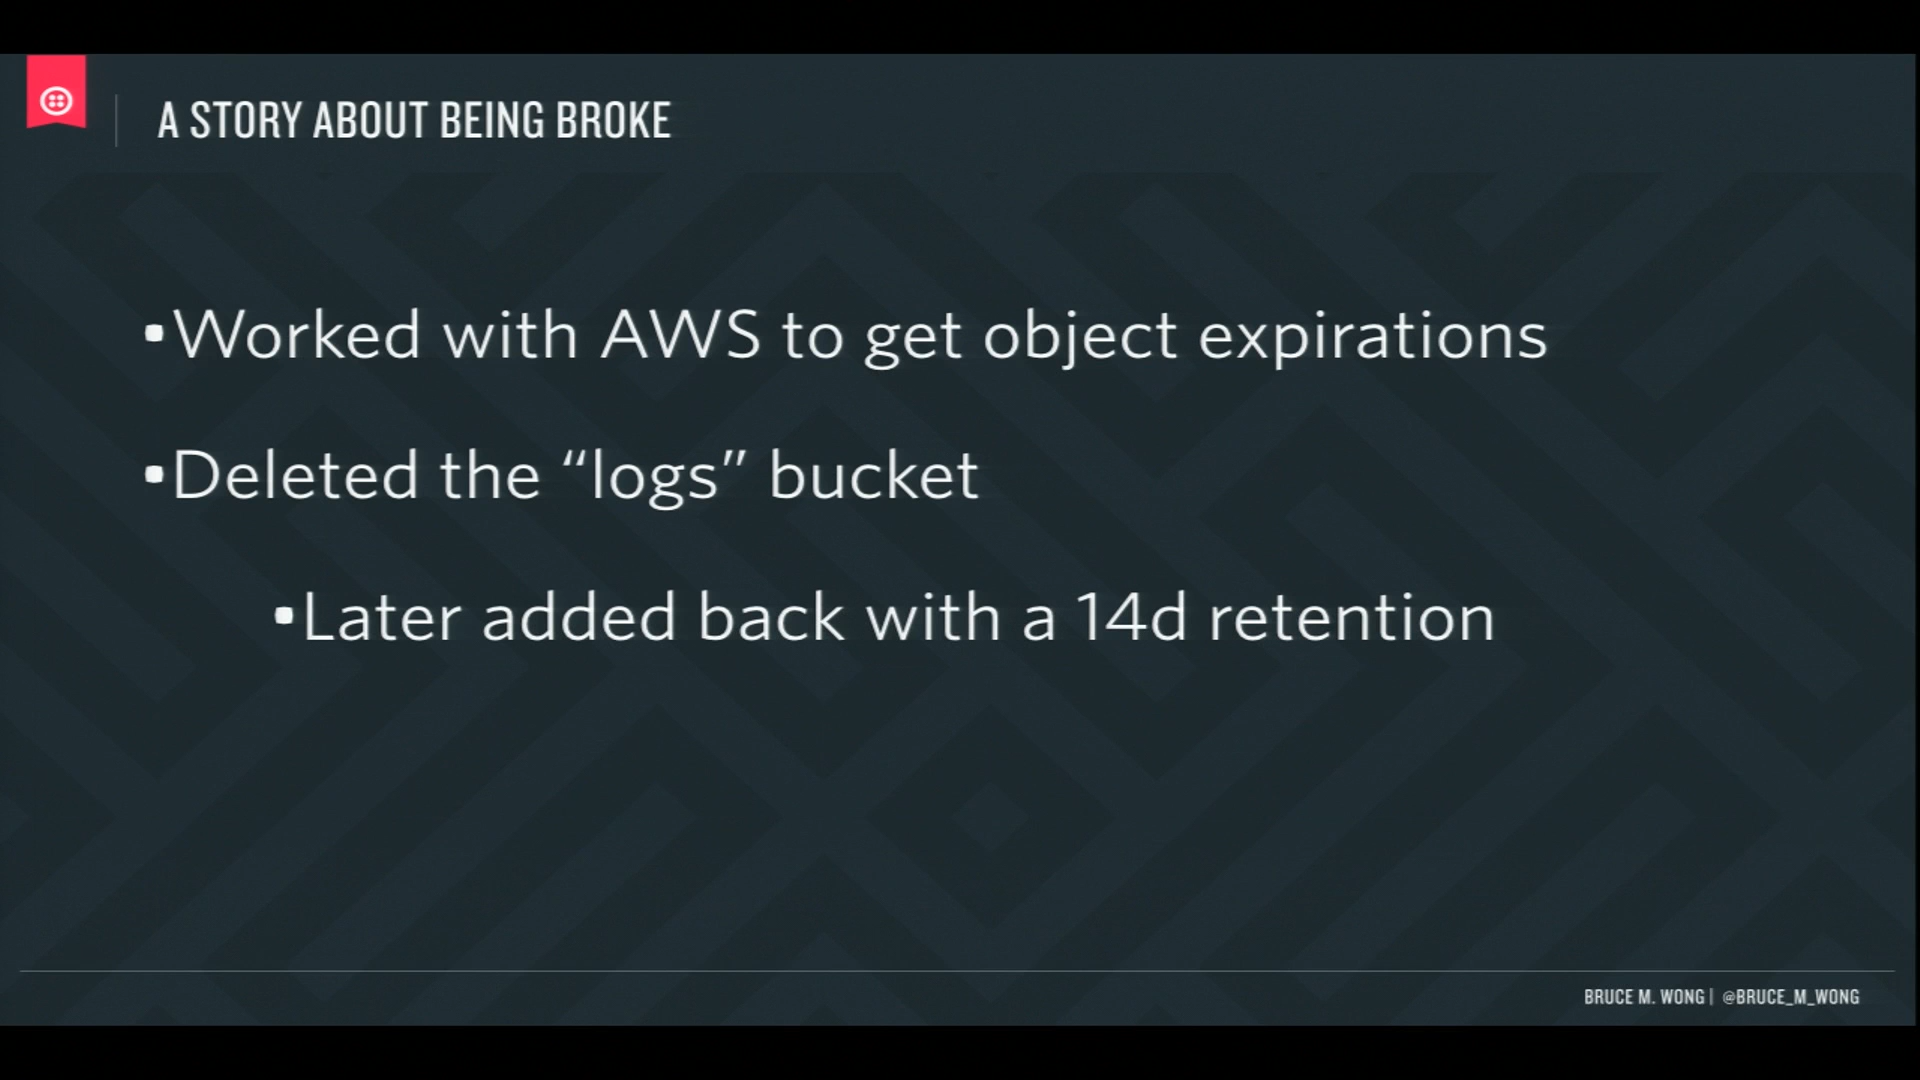 A STORY ABOUT BEING BROKE
▪Worked with AWS to get object expirations
▪Deleted the “logs” bucket
▪Later added back with a 14d retention
BRUCE M. WONG | @BRUCE_M_WONG